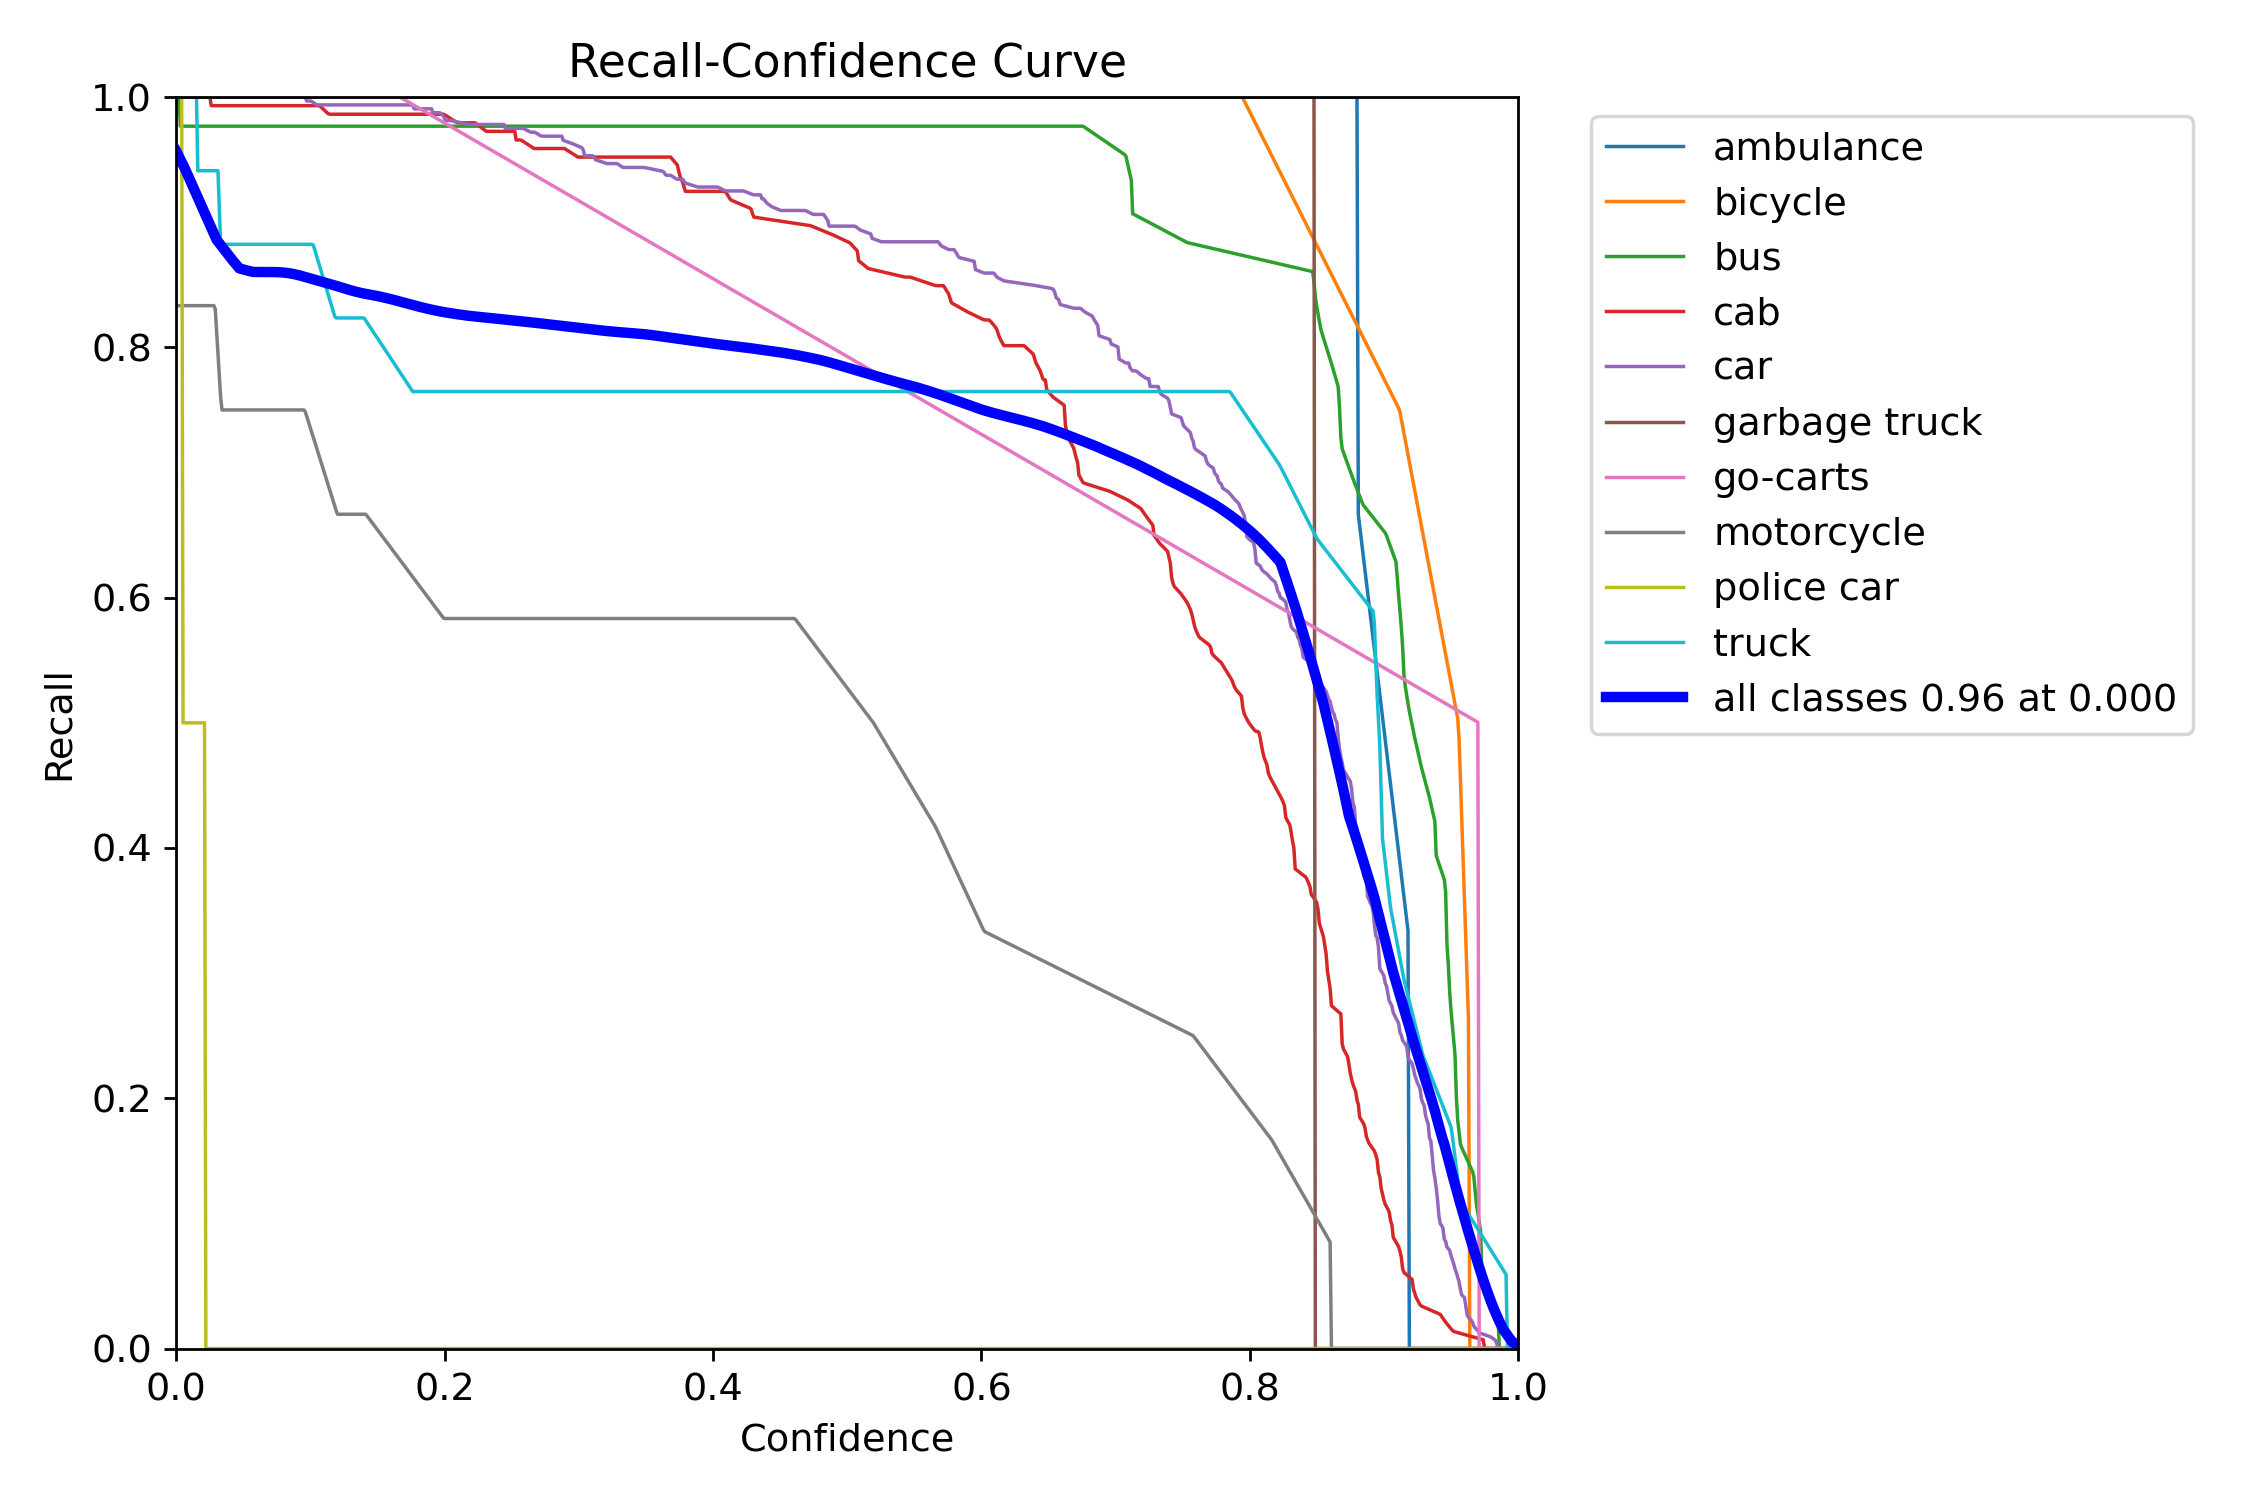 Recall-Confidence Curve
1.0
0.8
0.6
0.4
0.2
0.0
Recall
0.0 0.2 0.4 0.6 0.8 1.0
Confidence
ambulance
bicycle
bus
cab
car
garbage truck
go-carts
motorcycle
police car
truck
all classes 0.96 at 0.000